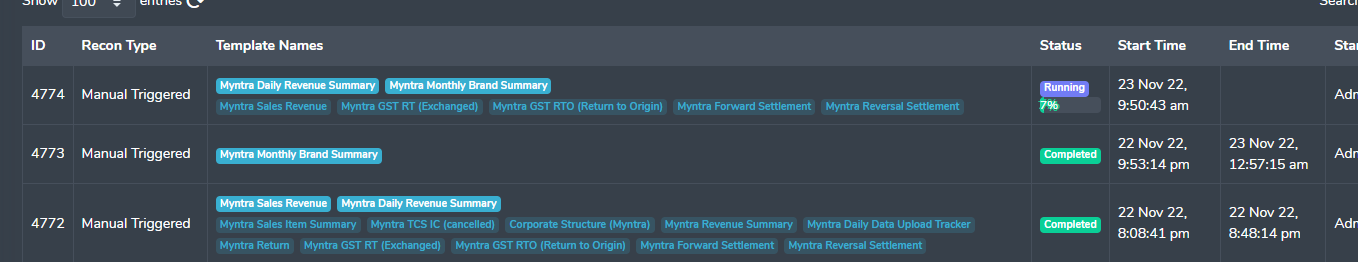 Show 100 entries
Search
ID Recon Type Template Names Status Start Time End Time
4774 Manual Triggered Myntra Daily Revenue Summary Myntra Monthly Brand Summary Running 23 Nov 22,
Myntra Sales Revenue Myntra GST RT (Exchanged) Myntra GST RTO (Return to Origin) Myntra Forward Settlement Myntra Reversal Settlement 7% 9:50:43 am
4773 Manual Triggered Myntra Monthly Brand Summary Completed 22 Nov 22, 23 Nov 22,
9:53:14 pm 12:57:15 am
4772 Manual Triggered Myntra Sales Revenue Myntra Daily Revenue Summary
Myntra Sales Item Summary Myntra TCS IC (cancelled) Corporate Structure (Myntra) Myntra Revenue Summary Myntra Daily Data Upload Tracker Completed 22 Nov 22, 22 Nov 22,
Myntra Return Myntra GST RT (Exchanged) Myntra GST RTO (Return to Origin) Myntra Forward Settlement Myntra Reversal Settlement 8:08:41 pm 8:48:14 pm